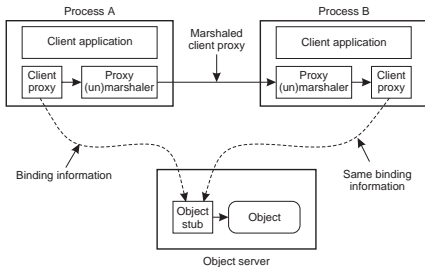 Process A
Process B
Client application
Marshaled
client proxy
Client application
Client
proxy
Proxy
(un)marshaler
Proxy
(un)marshaler
Client
proxy
Binding information
Same binding
information
Object
stub
Object
Object server